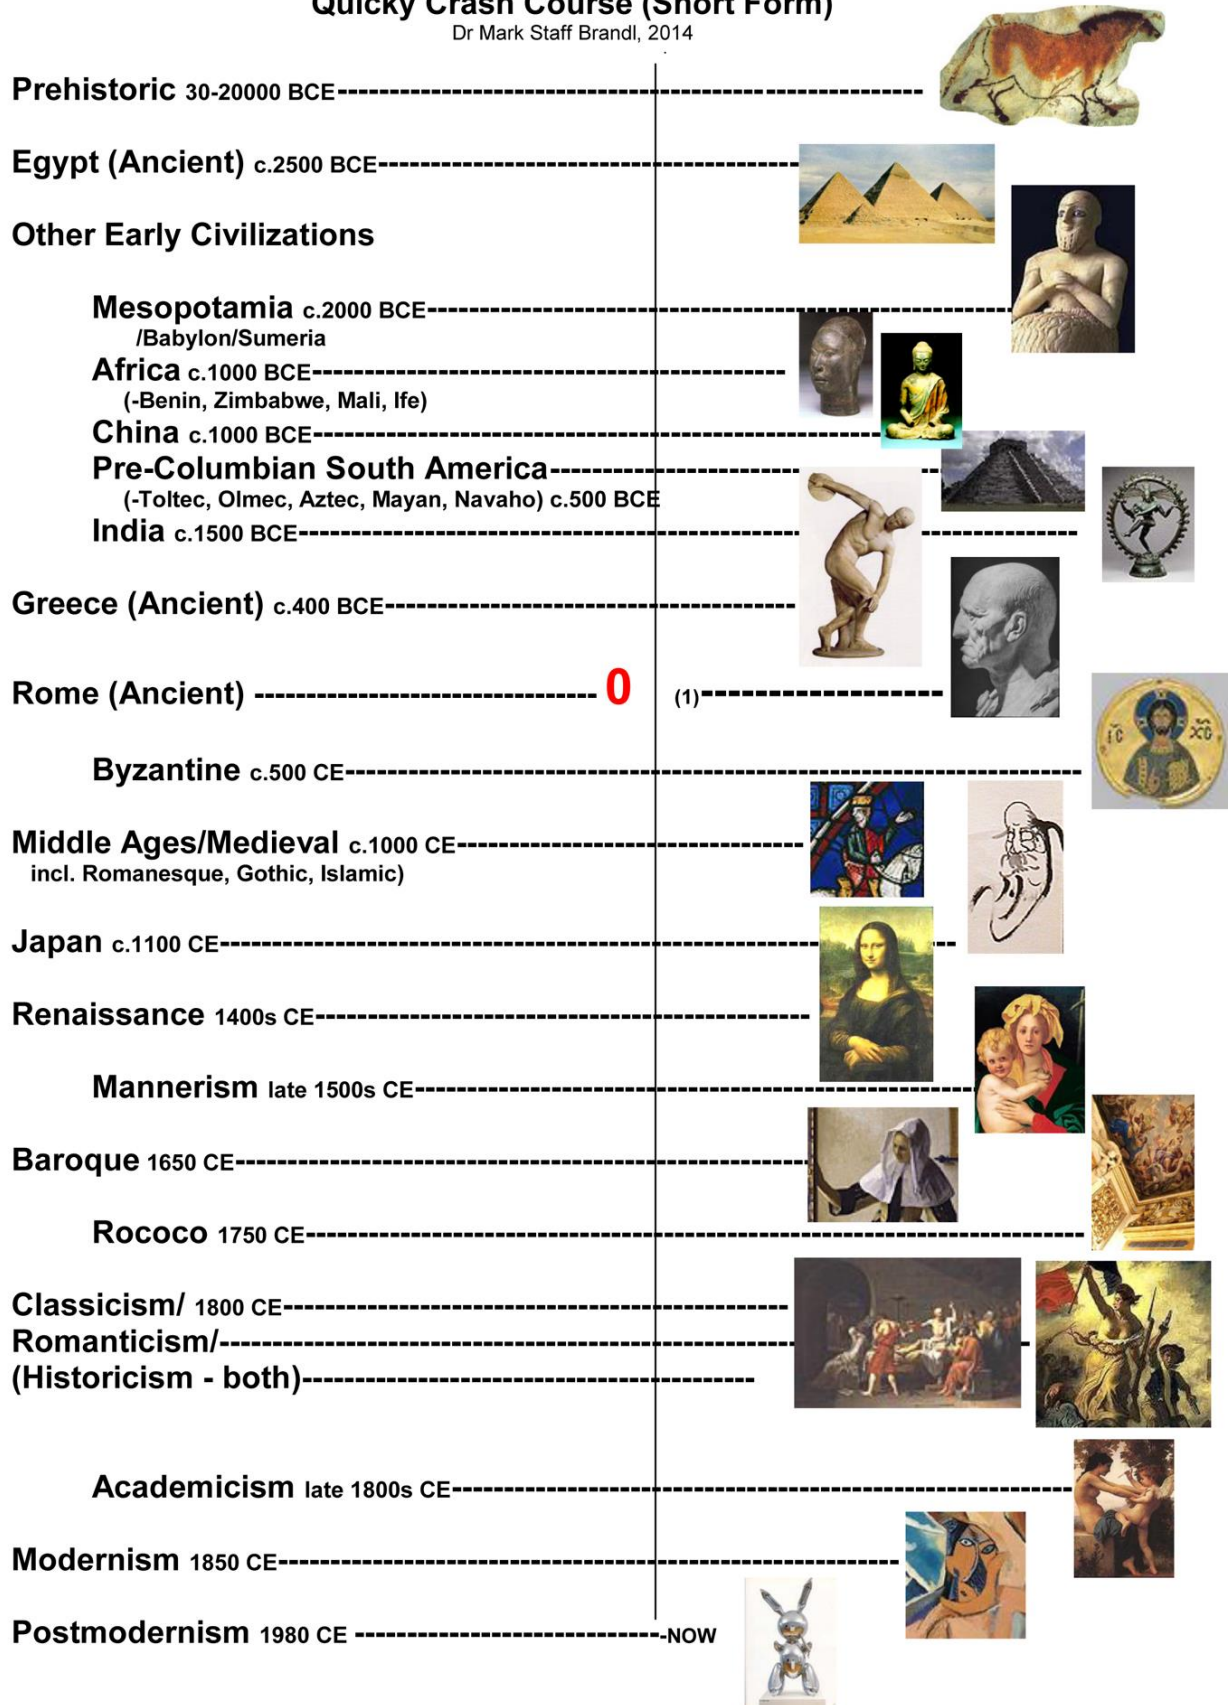 Quicky Crash Course (Short Form)
Dr Mark Staff Brandl, 2014
Prehistoric 30-20000 BCE
Egypt (Ancient) c.2500 BCE
Other Early Civilizations
Mesopotamia c.2000 BCE
/Babylon/Sumeria
Africa c.1000 BCE
(-Benin, Zimbabwe, Mali, Ife)
China c.1000 BCE
Pre-Columbian South America
(-Toltec, Olmec, Aztec, Mayan, Navaho) c.500 BCE
India c.1500 BCE
Greece (Ancient) c.400 BCE
Rome (Ancient) 0 (1)
Byzantine c.500 CE
Middle Ages/Medieval c.1000 CE
incl. Romanesque, Gothic, Islamic)
Japan c.1100 CE
Renaissance 1400s CE
Mannerism late 1500s CE
Baroque 1650 CE
Rococo 1750 CE
Classicism/ 1800 CE
Romanticism/
(Historicism - both)
Academicism late 1800s CE
Modernism 1850 CE
Postmodernism 1980 CE -NOW